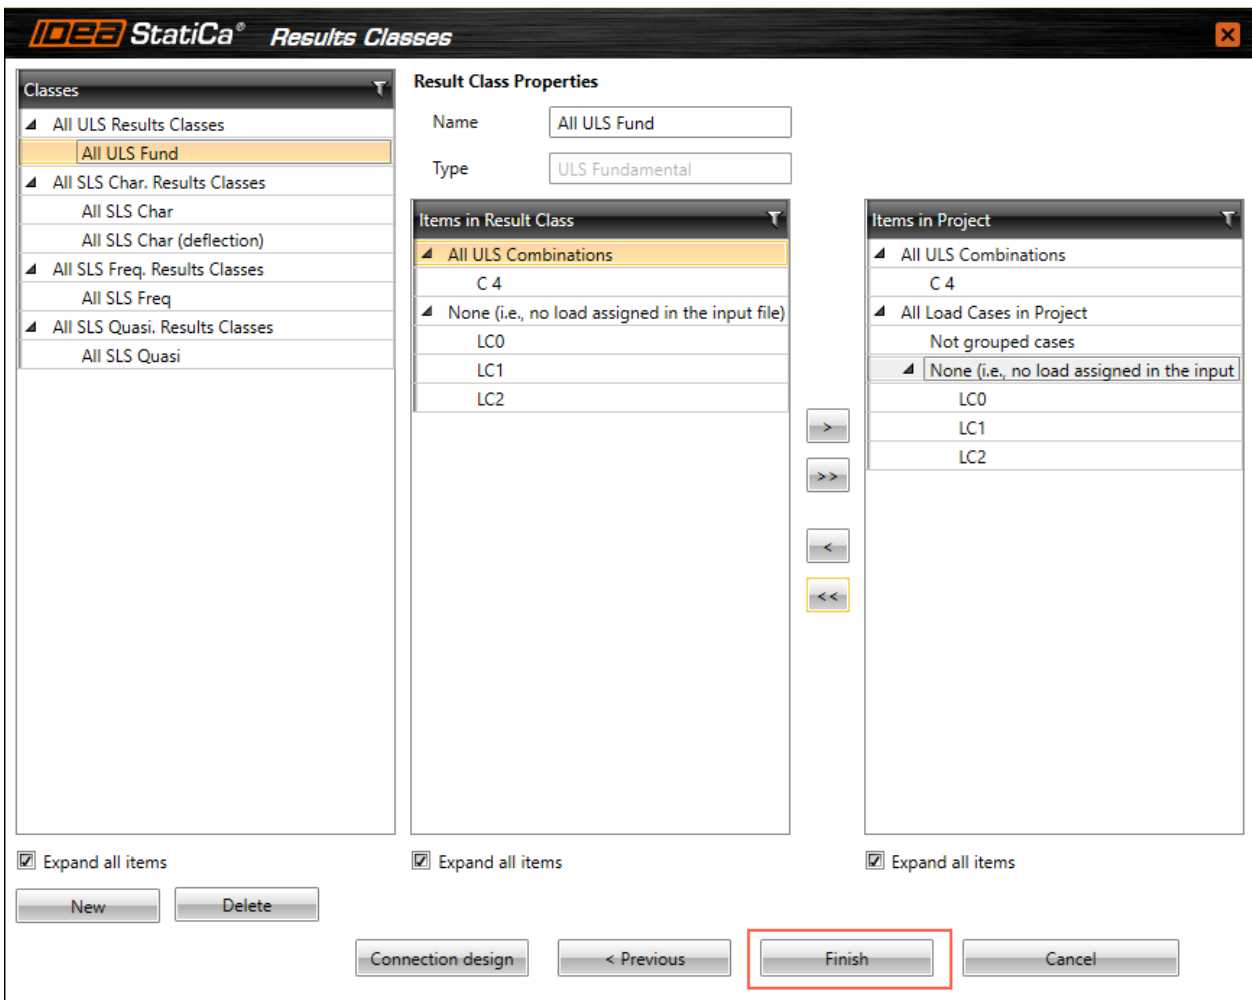 IDEA StatiCa® Results Classes
Classes
All ULS Results Classes
All ULS Fund
All SLS Char. Results Classes
All SLS Char
All SLS Char (deflection)
All SLS Freq. Results Classes
All SLS Freq
All SLS Quasi. Results Classes
All SLS Quasi
Expand all items
New
Delete
Result Class Properties
Name
All ULS Fund
Type
ULS Fundamental
Items in Result Class
All ULS Combinations
C 4
None (i.e., no load assigned in the input file)
LC0
LC1
LC2
Expand all items
>
>>
<
<<
Items in Project
All ULS Combinations
C 4
All Load Cases in Project
Not grouped cases
None (i.e., no load assigned in the input
LC0
LC1
LC2
Expand all items
Connection design
< Previous
Finish
Cancel